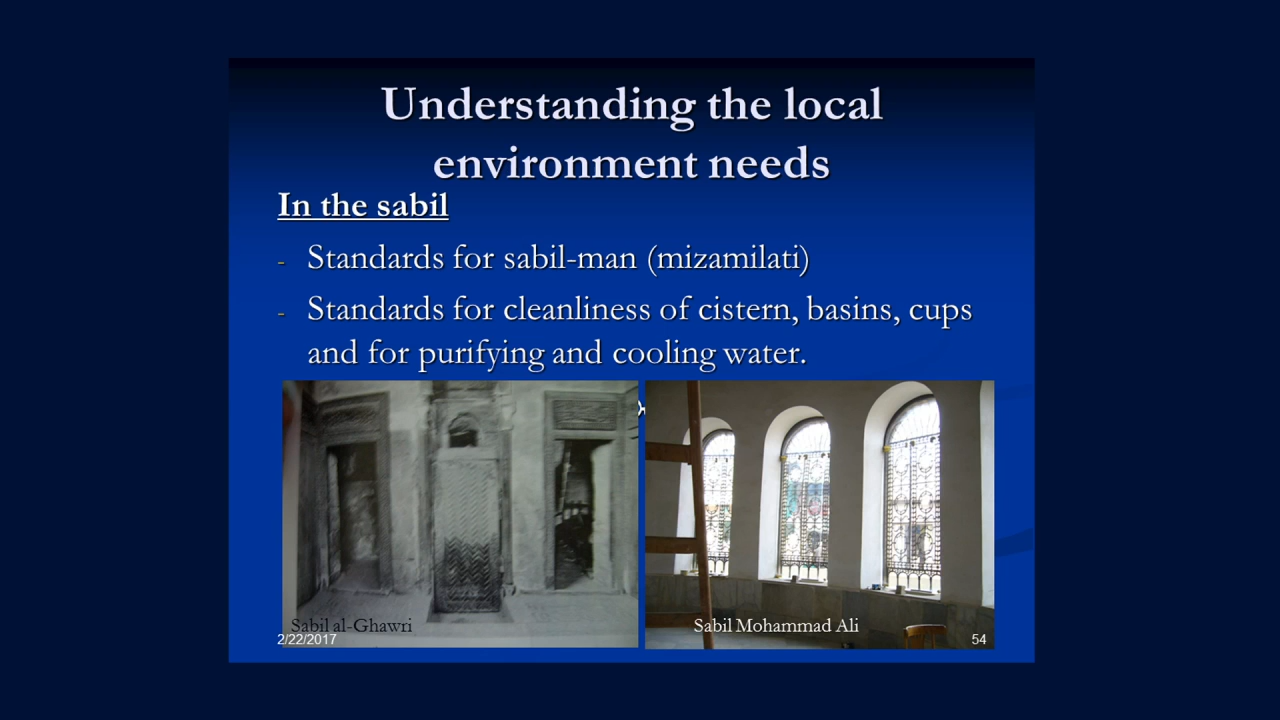 Understanding the local
environment needs
In the sabil
- Standards for sabil-man (mizamilati)
- Standards for cleanliness of cistern, basins, cups
and for purifying and cooling water.
Sabil al-Ghawri
Sabil Mohammad Ali
2/22/2017
54